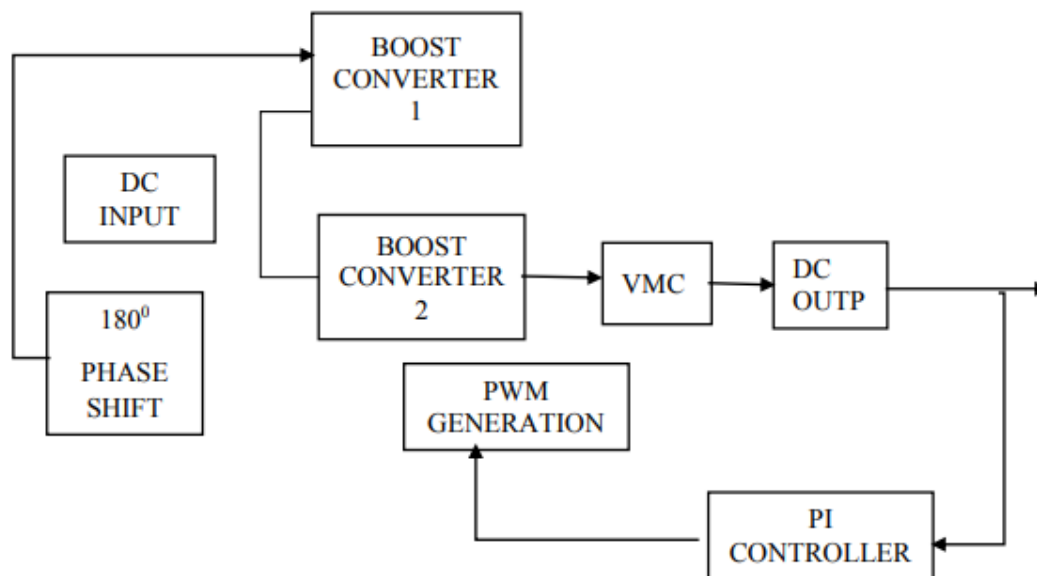 BOOST
CONVERTER
1
DC
INPUT
BOOST
CONVERTER
2
VMC
DC
OUTP
180⁰
PHASE
SHIFT
PWM
GENERATION
PI
CONTROLLER